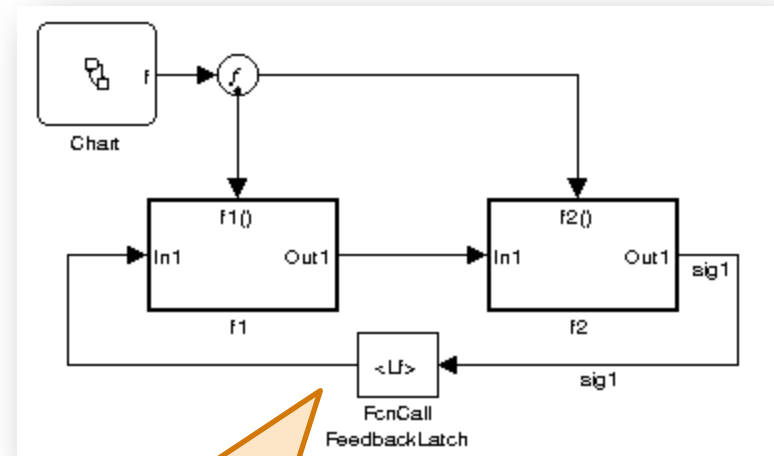 f
f
Chart
f1()
In1
Out1
f1
f2()
In1
Out1
f2
sig1
<Lf>
sig1
FcnCall
FeedbackLatch